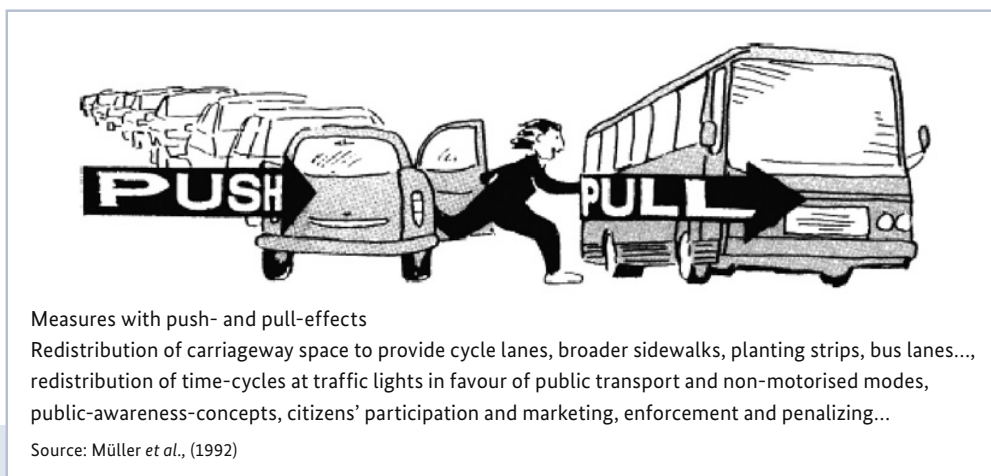 PUSH
PULL
Measures with push- and pull-effects
Redistribution of carriageway space to provide cycle lanes, broader sidewalks, planting strips, bus lanes…,
redistribution of time-cycles at traffic lights in favour of public transport and non-motorised modes,
public-awareness-concepts, citizens’ participation and marketing, enforcement and penalizing…
Source: Müller et al., (1992)